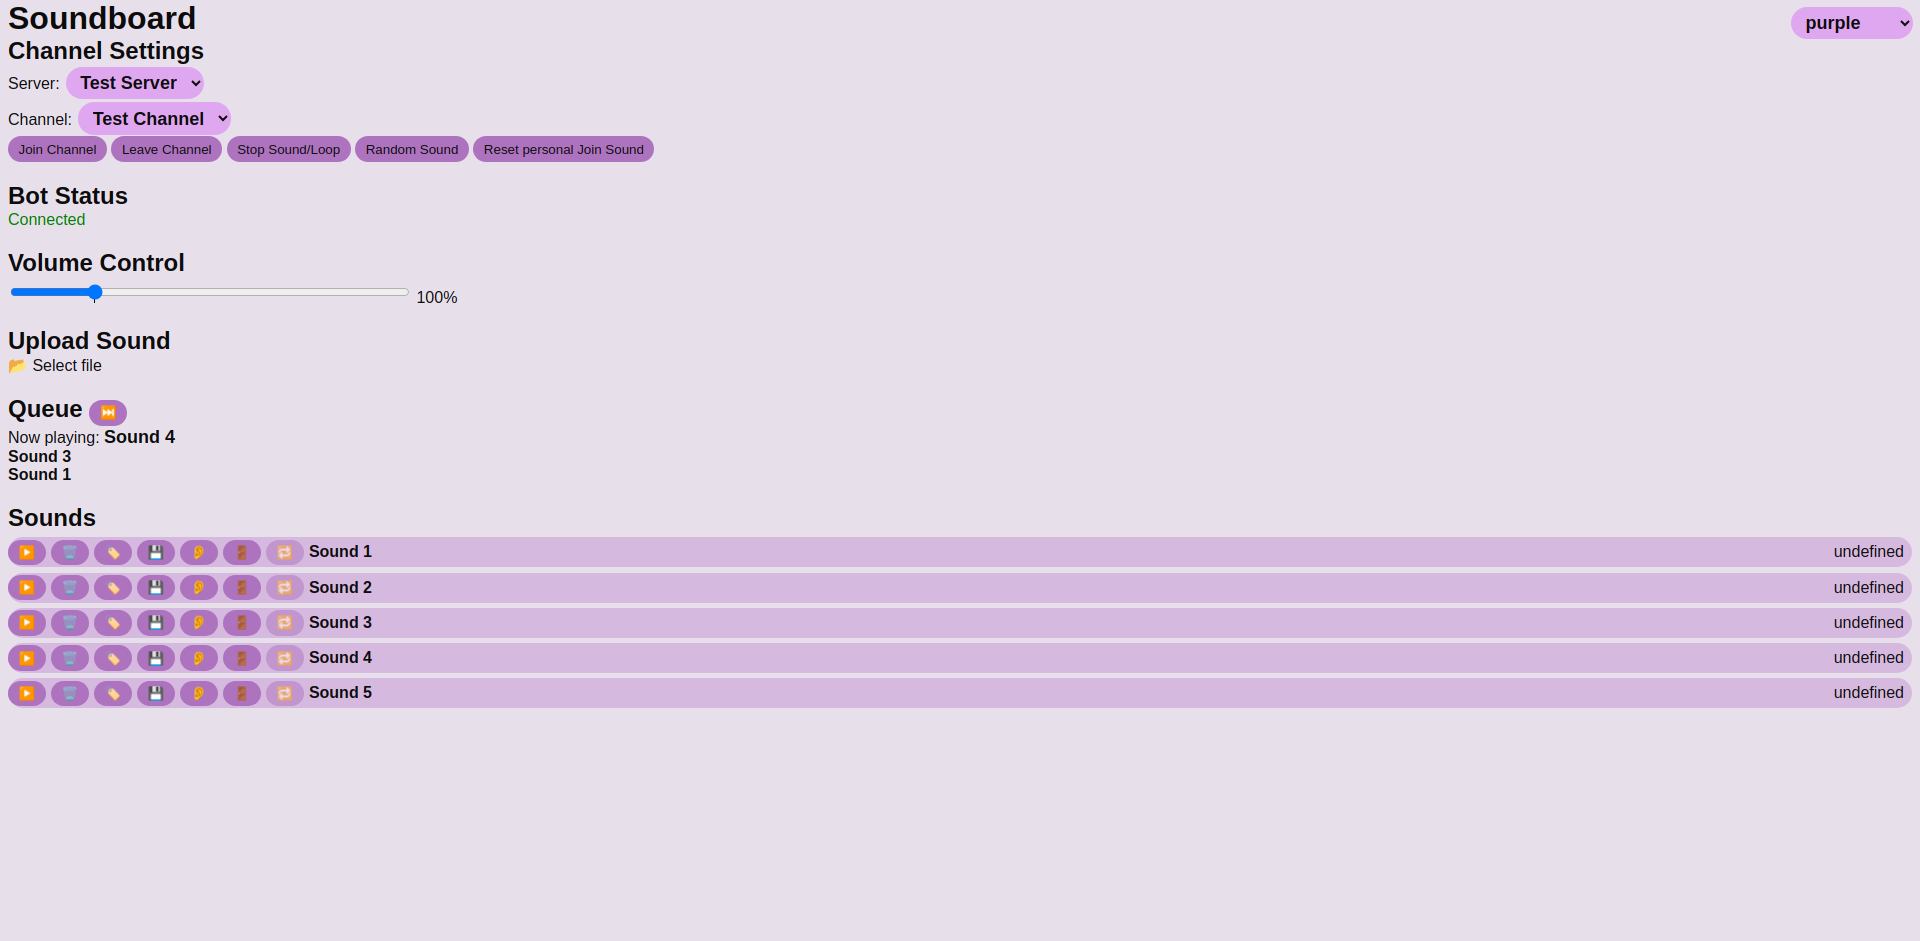 Soundboard
purple
Channel Settings
Server: Test Server
Channel: Test Channel
Join Channel Leave Channel Stop Sound/Loop Random Sound Reset personal Join Sound
Bot Status
Connected
Volume Control
100%
Upload Sound
📂 Select file
Queue ⏭️
Now playing: Sound 4
Sound 3
Sound 1
Sounds
▶️ 🗑️ 🏷️ 💾 👂 🚪 🔁 Sound 1 undefined
▶️ 🗑️ 🏷️ 💾 👂 🚪 🔁 Sound 2 undefined
▶️ 🗑️ 🏷️ 💾 👂 🚪 🔁 Sound 3 undefined
▶️ 🗑️ 🏷️ 💾 👂 🚪 🔁 Sound 4 undefined
▶️ 🗑️ 🏷️ 💾 👂 🚪 🔁 Sound 5 undefined